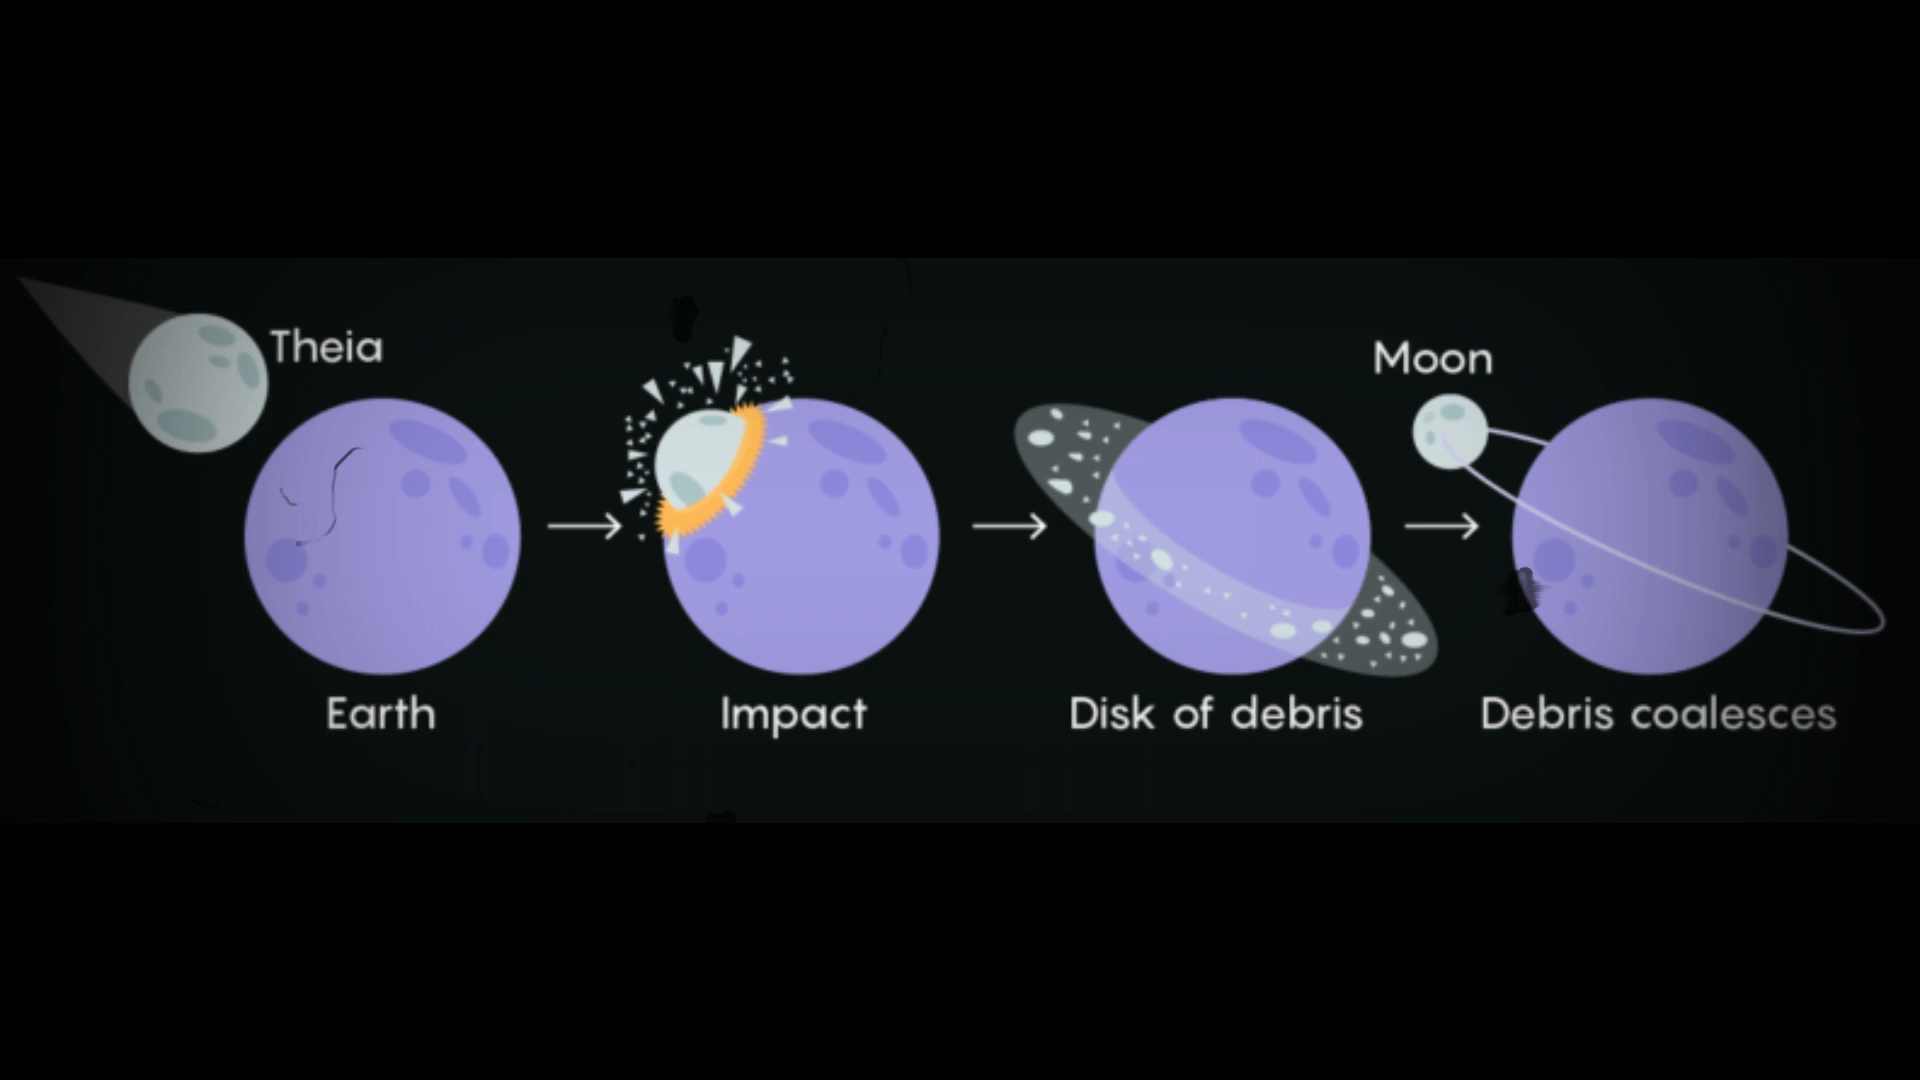 Theia
Moon
Earth
Impact
Disk of debris
Debris coalesces